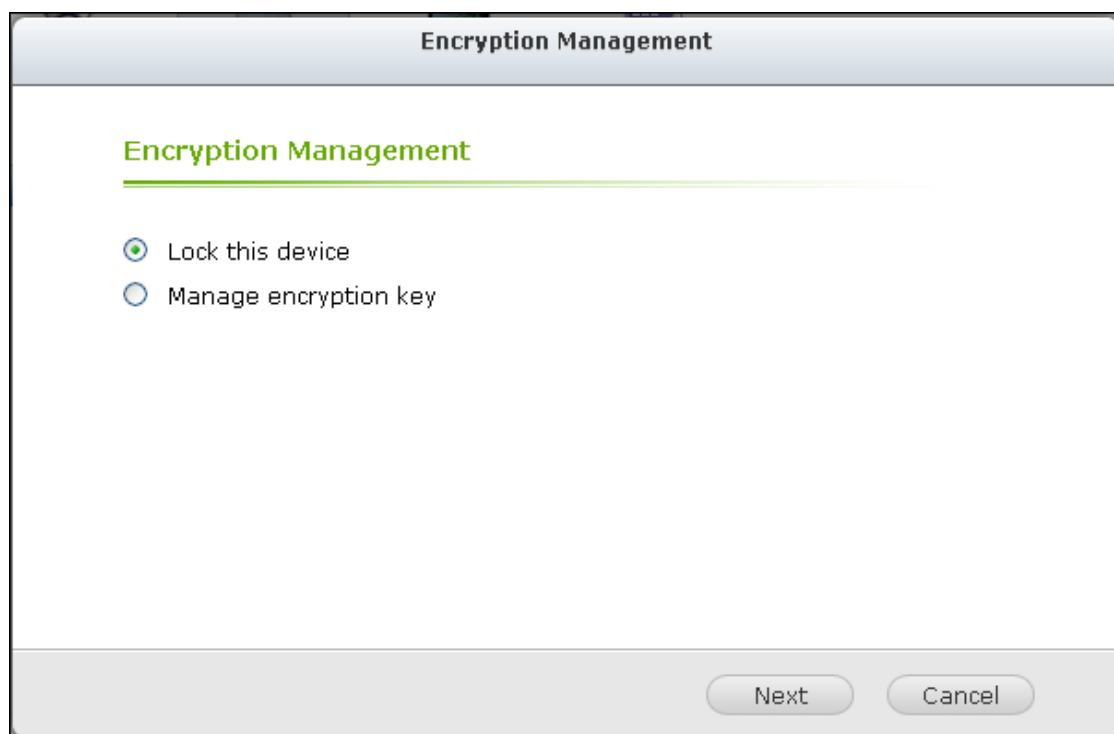 Encryption Management
Encryption Management
Lock this device
Manage encryption key
Next Cancel